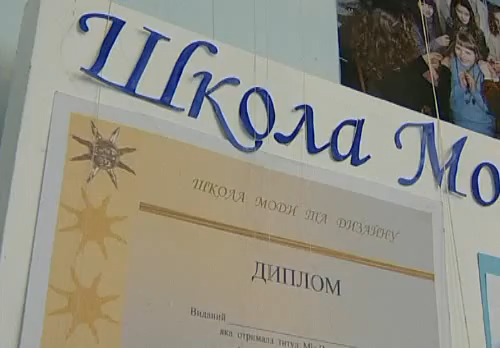 Школа Мо
ШКОЛА МОДИ ТА ДИЗАЙНУ
ДИПЛОМ
Виданий
яка отримала титул